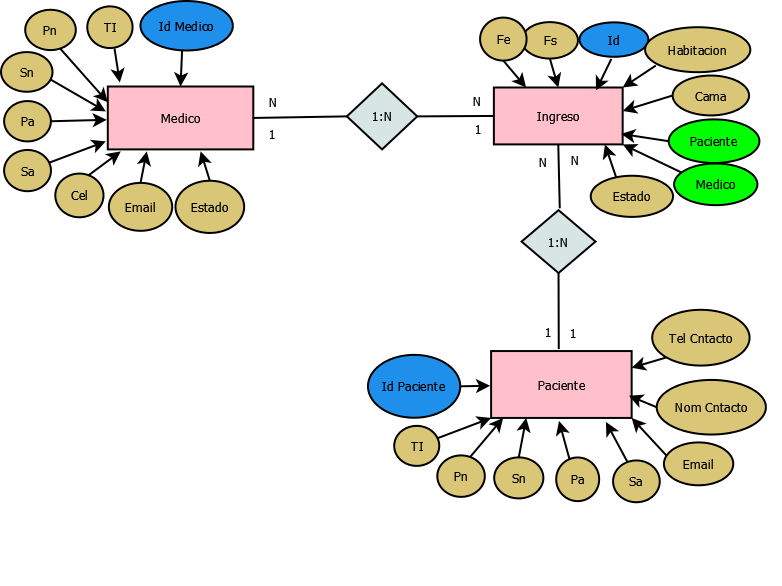 Pn
TI
Id Medico
Sn
Pa
Sa
Cel
Email
Estado
Medico
N
1
1:N
N
1
Fe
Fs
Id
Habitacion
Cama
Paciente
Medico
Estado
Ingreso
N
N
1:N
1
1
Tel Cntacto
Id Paciente
Paciente
Nom Cntacto
TI
Pn
Sn
Pa
Sa
Email